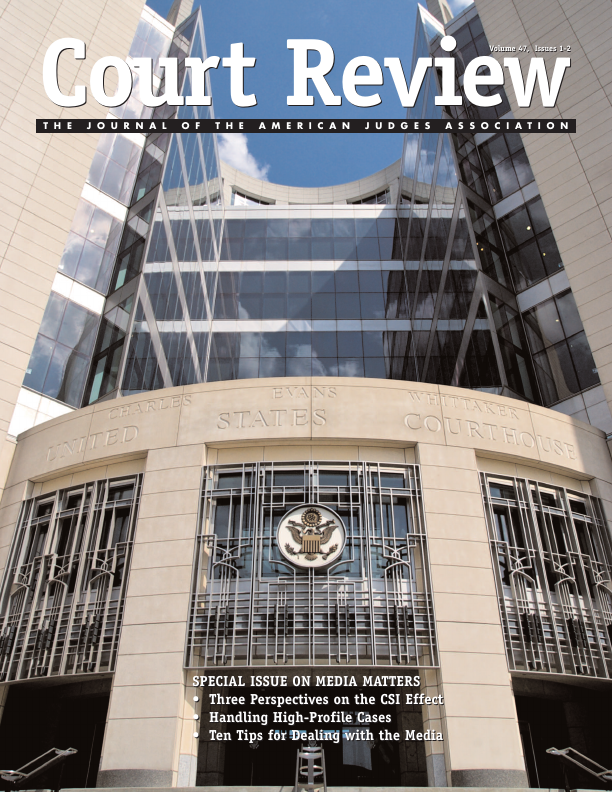 Volume 47, Issues 1-2
Court Review
THE JOURNAL OF THE AMERICAN JUDGES ASSOCIATION
CHARLES EVANS WHITTAKER
UNITED STATES COURTHOUSE
SPECIAL ISSUE ON MEDIA MATTERS
• Three Perspectives on the CSI Effect
• Handling High-Profile Cases
• Ten Tips for Dealing with the Media